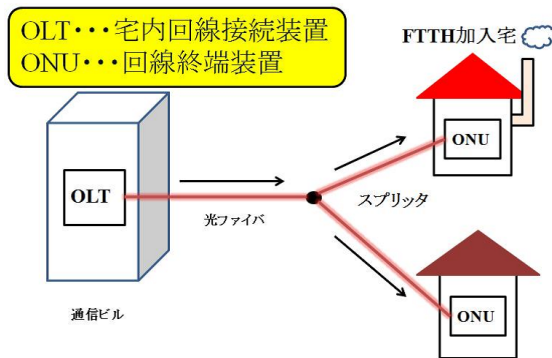 OLT･･･宅内回線接続装置
ONU･･･回線終端装置
FTTH加入宅
ONU
OLT
スプリッタ
光ファイバ
ONU
通信ビル